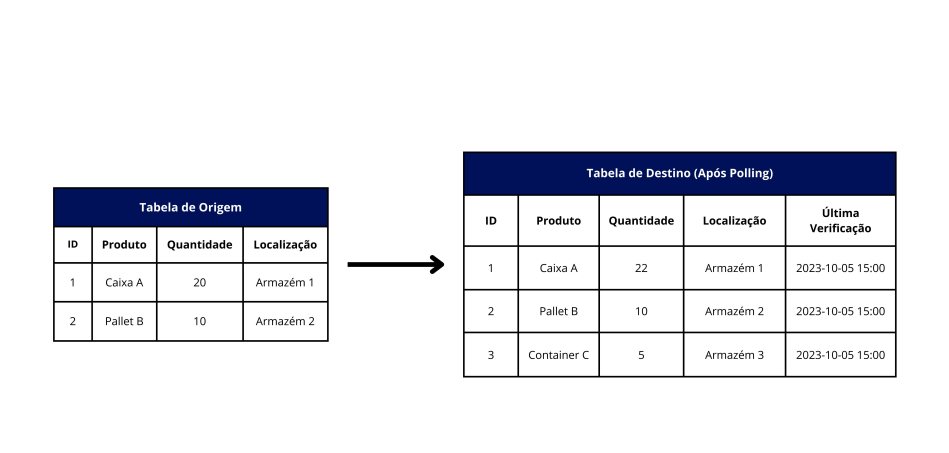 Tabela de Origem
ID Produto Quantidade Localização
1 Caixa A 20 Armazém 1
2 Pallet B 10 Armazém 2
Tabela de Destino (Após Polling)
ID Produto Quantidade Localização Última Verificação
1 Caixa A 22 Armazém 1 2023-10-05 15:00
2 Pallet B 10 Armazém 2 2023-10-05 15:00
3 Container C 5 Armazém 3 2023-10-05 15:00